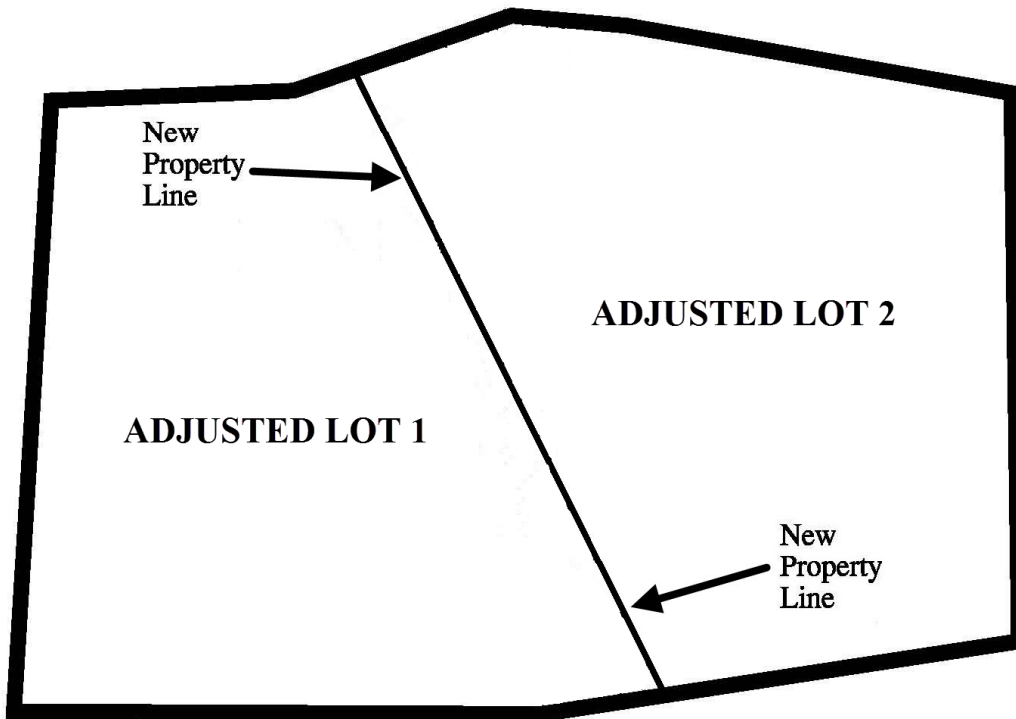 New
Property
Line
ADJUSTED LOT 2
ADJUSTED LOT 1
New
Property
Line